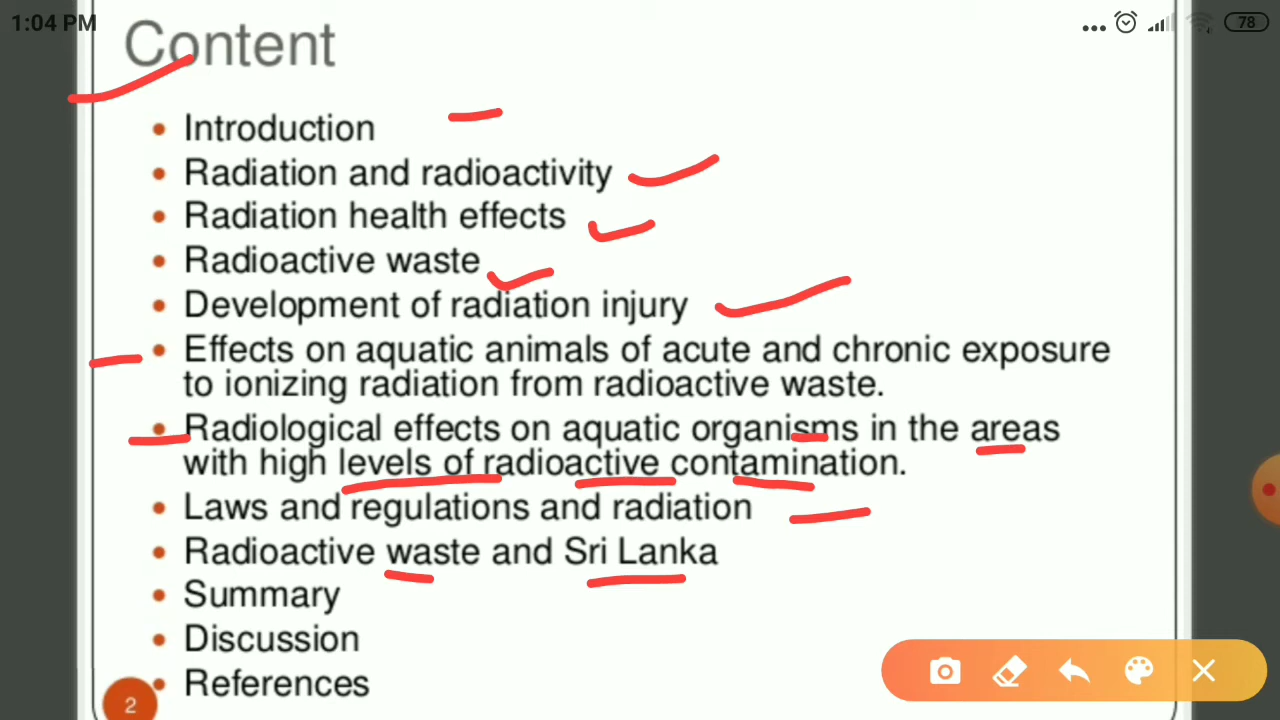 1:04 PM
78
Content
Introduction
Radiation and radioactivity
Radiation health effects
Radioactive waste
Development of radiation injury
Effects on aquatic animals of acute and chronic exposure
to ionizing radiation from radioactive waste.
Radiological effects on aquatic organisms in the areas
with high levels of radioactive contamination.
Laws and regulations and radiation
Radioactive waste and Sri Lanka
Summary
Discussion
References
2